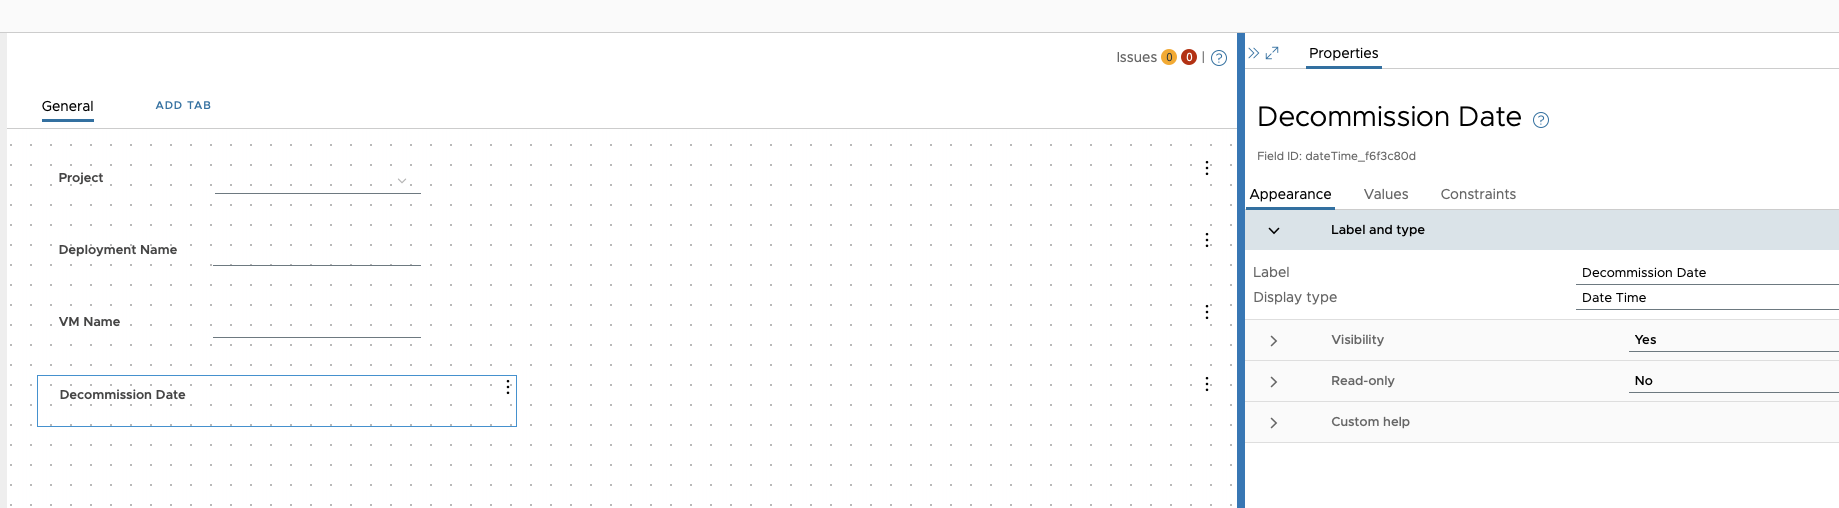 Issues 0 0 | ?
Properties
General ADD TAB
Decommission Date ?
Field ID: dateTime_f6f3c80d
Project
Appearance Values Constraints
Label and type
Deployment Name
Label Decommission Date
Display type Date Time
VM Name
Visibility Yes
Read-only No
Decommission Date
Custom help